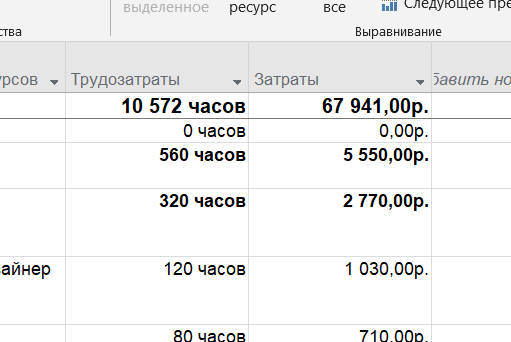 выделенное ресурс все Следующее пре
ства Выравнивание
урсов Трудозатраты Затраты бавить но
10 572 часов 67 941,00р.
0 часов 0,00р.
560 часов 5 550,00р.
320 часов 2 770,00р.
айнер 120 часов 1 030,00р.
80 часов 710,00р.